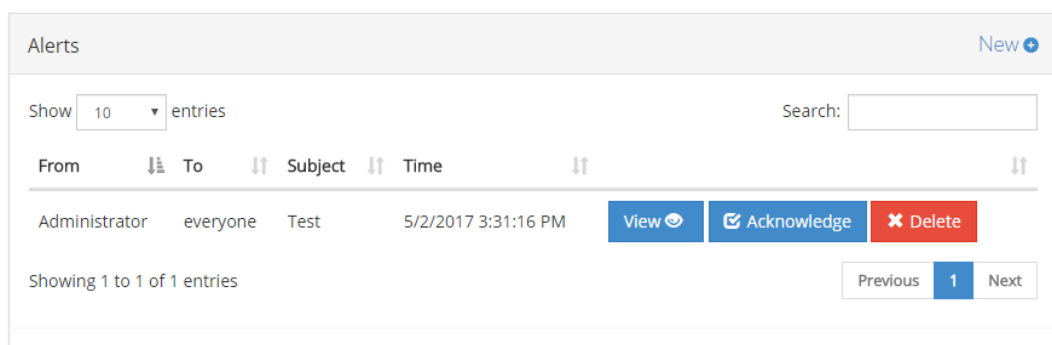 Alerts New
Show 10 entries Search:
From To Subject Time
Administrator everyone Test 5/2/2017 3:31:16 PM View Acknowledge Delete
Showing 1 to 1 of 1 entries Previous 1 Next